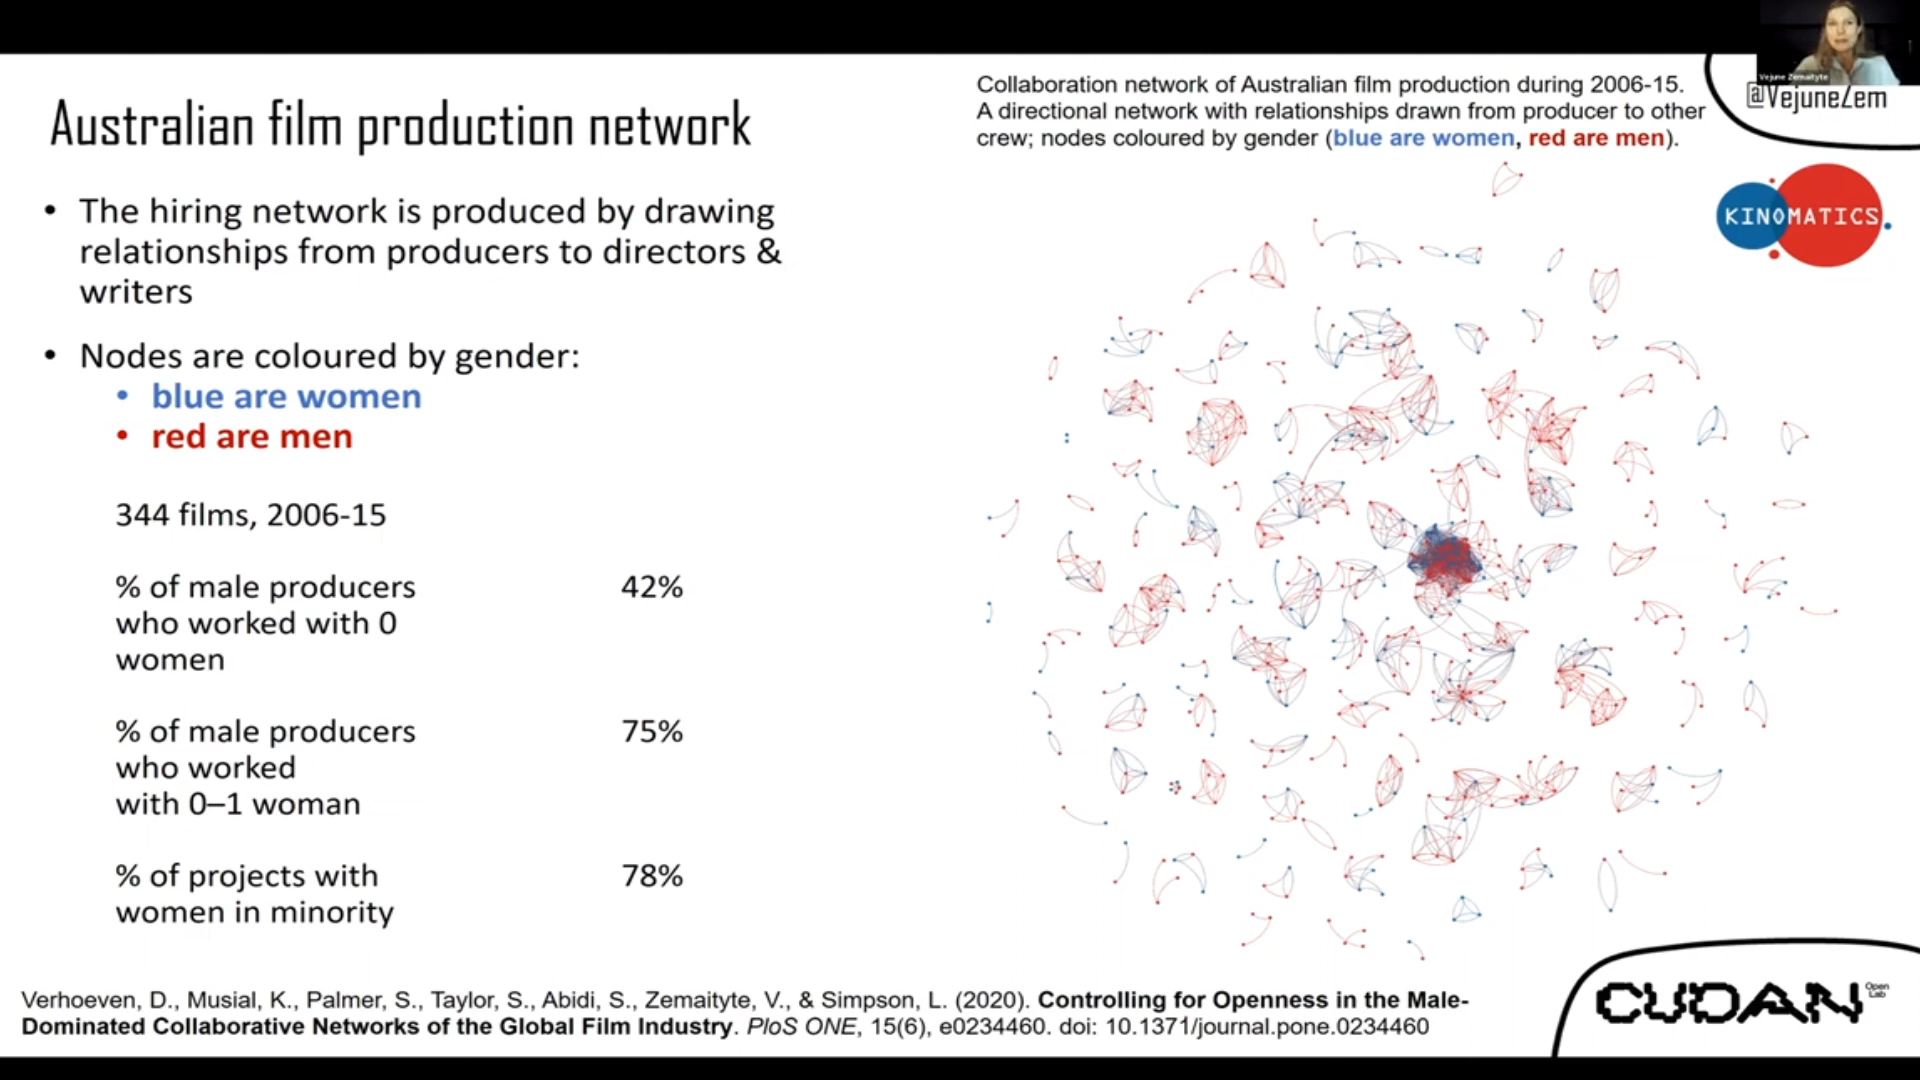 Vejune Zemaityte
@VejuneZem
Australian film production network
Collaboration network of Australian film production during 2006-15.
A directional network with relationships drawn from producer to other
crew; nodes coloured by gender (blue are women, red are men).
KINOMATICS
• The hiring network is produced by drawing
relationships from producers to directors &
writers
• Nodes are coloured by gender:
• blue are women
• red are men
344 films, 2006-15
% of male producers 42%
who worked with 0
women
% of male producers 75%
who worked
with 0–1 woman
% of projects with 78%
women in minority
Verhoeven, D., Musial, K., Palmer, S., Taylor, S., Abidi, S., Zemaityte, V., & Simpson, L. (2020). Controlling for Openness in the Male-
Dominated Collaborative Networks of the Global Film Industry. PloS ONE, 15(6), e0234460. doi: 10.1371/journal.pone.0234460
CUDAN
Open
Lab